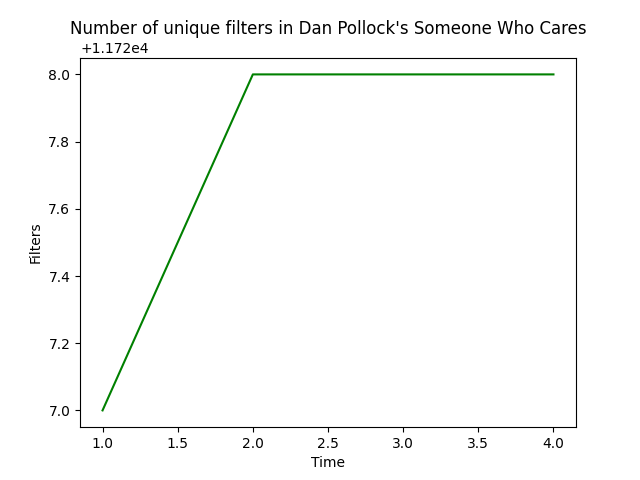 Number of unique filters in Dan Pollock's Someone Who Cares
+1.172e4
8.0
7.8
7.6
7.4
7.2
7.0
Filters
1.0 1.5 2.0 2.5 3.0 3.5 4.0
Time